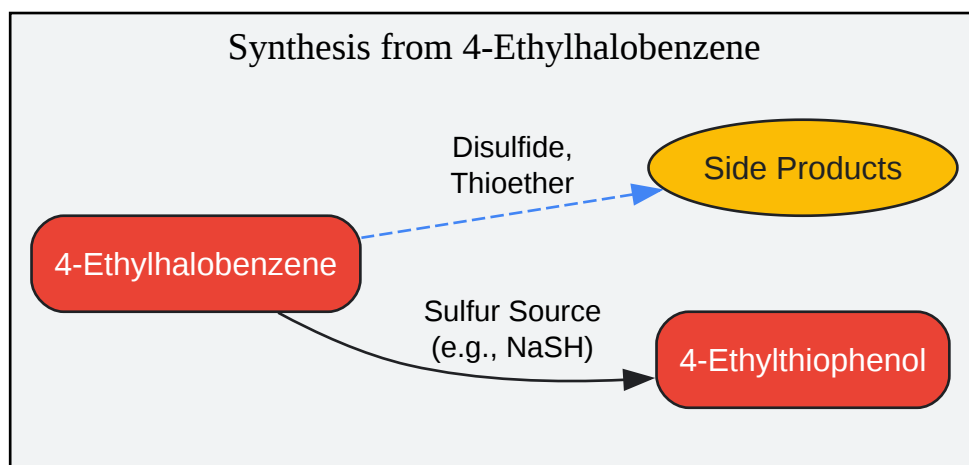 Synthesis from 4-Ethylhalobenzene
Disulfide,
Thioether
Side Products
4-Ethylhalobenzene
Sulfur Source
(e.g., NaSH)
4-Ethylthiophenol